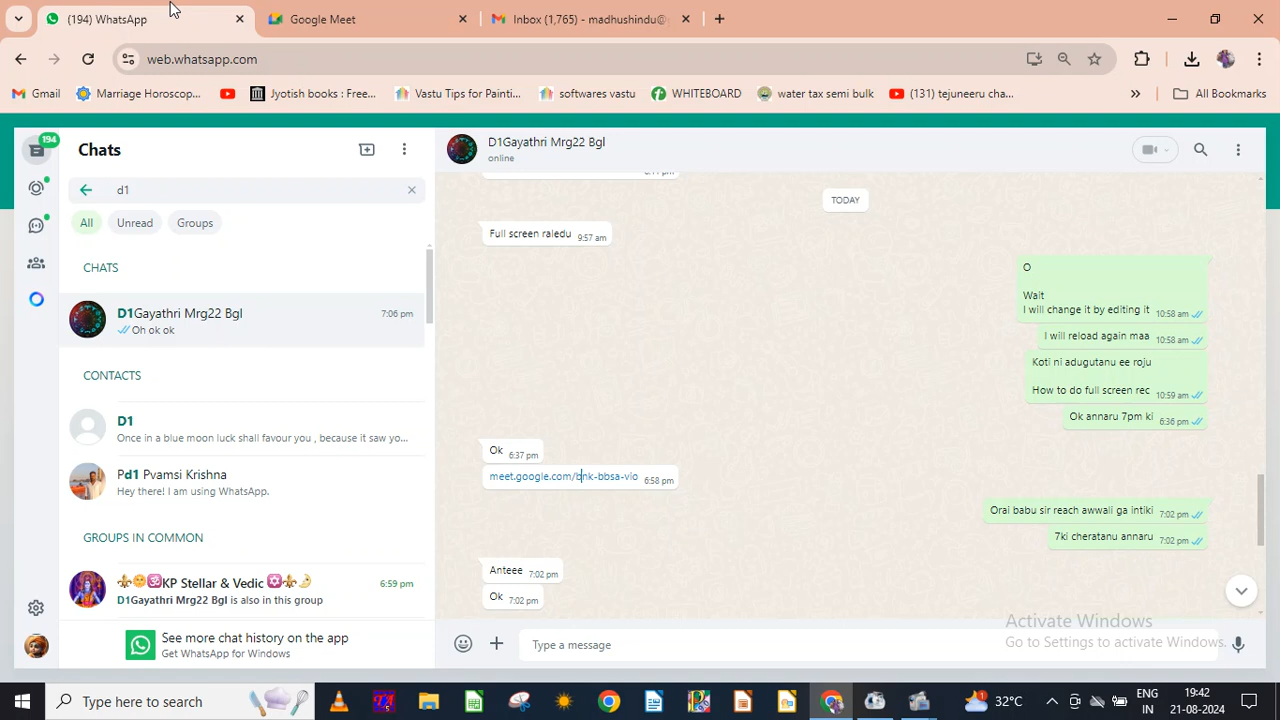 (194) WhatsApp
Google Meet
Inbox (1,765) - madhushindu@
web.whatsapp.com
Gmail
Marriage Horoscop...
Jyotish books : Free...
Vastu Tips for Painti...
softwares vastu
WHITEBOARD
water tax semi bulk
(131) tejuneeru cha...
»
All Bookmarks
194
Chats
d1
All
Unread
Groups
CHATS
D1Gayathri Mrg22 Bgl
7:06 pm
Oh ok ok
CONTACTS
D1
Once in a blue moon luck shall favour you , because it saw yo...
Pd1 Pvamsi Krishna
Hey there! I am using WhatsApp.
GROUPS IN COMMON
KP Stellar & Vedic
6:59 pm
D1Gayathri Mrg22 Bgl is also in this group
See more chat history on the app
Get WhatsApp for Windows
D1Gayathri Mrg22 Bgl
online
TODAY
Full screen raledu 9:57 am
O
Wait
I will change it by editing it 10:58 am
I will reload again maa 10:58 am
Koti ni adugutanu ee roju
How to do full screen rec 10:59 am
Ok annaru 7pm ki 6:36 pm
Ok 6:37 pm
meet.google.com/bnk-bbsa-vio 6:58 pm
Orai babu sir reach awwali ga intiki 7:02 pm
7ki cheratanu annaru 7:02 pm
Anteee 7:02 pm
Ok 7:02 pm
Type a message
Activate Windows
Go to Settings to activate Windows.
Type here to search
32°C
ENG
IN
19:42
21-08-2024